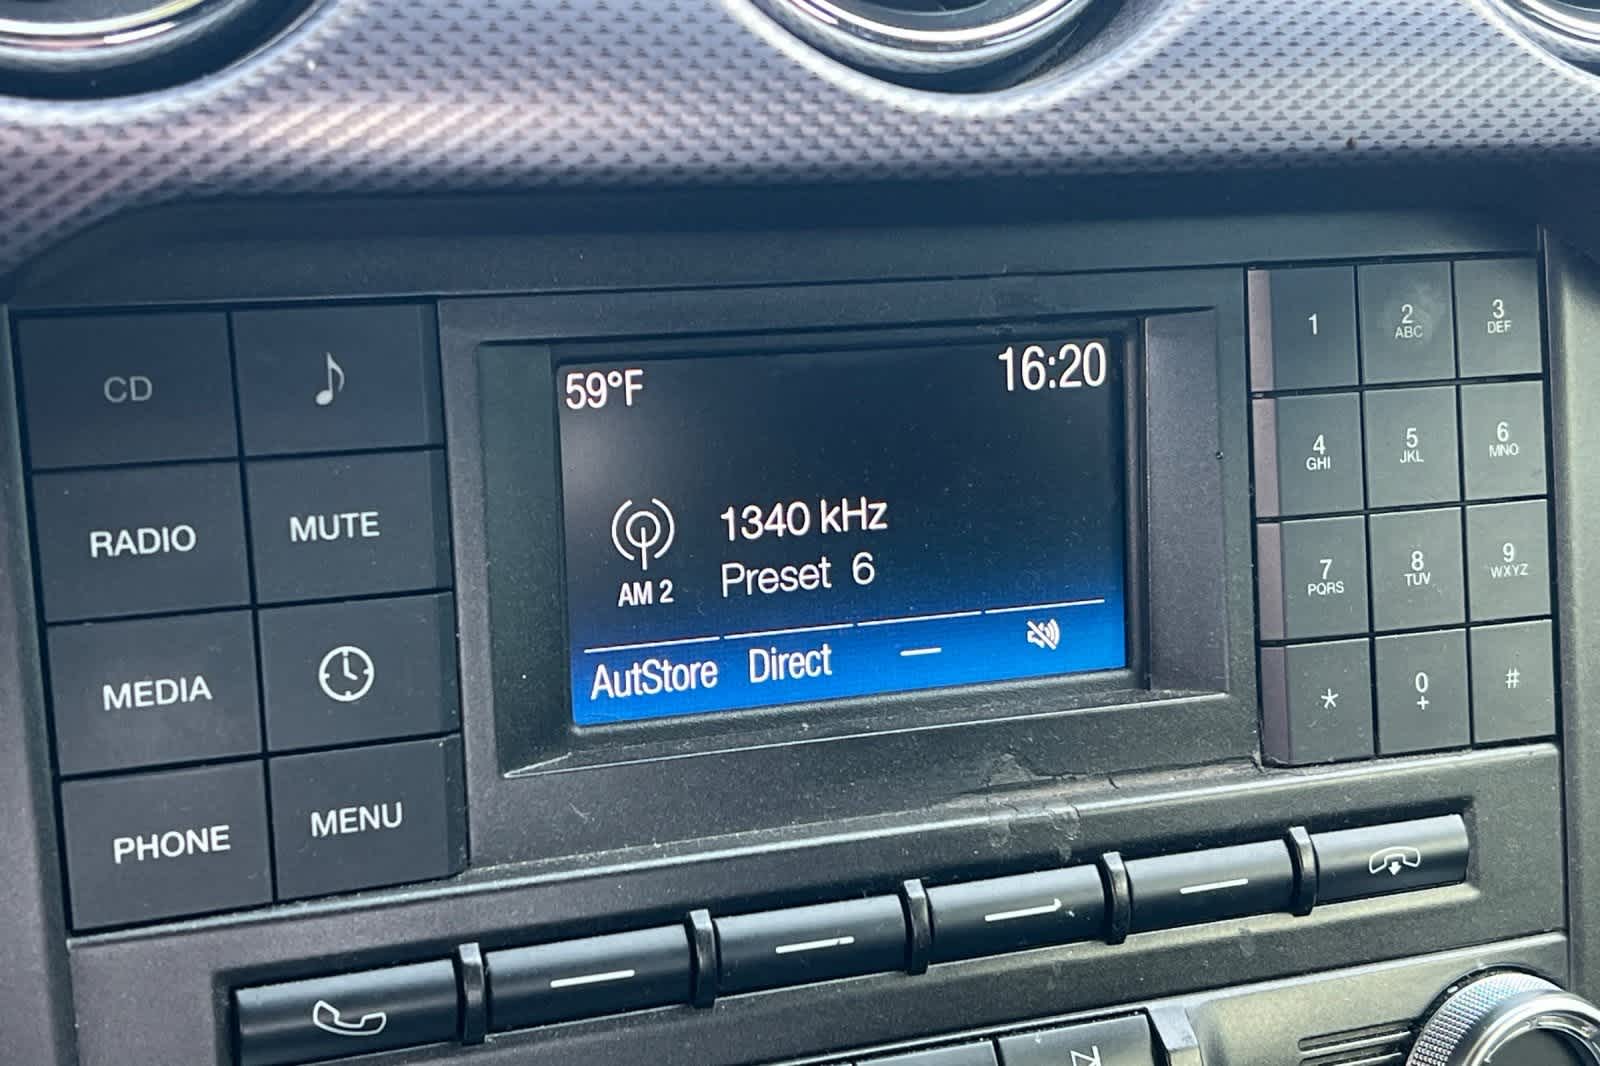 59°F
16:20
1340 kHz
AM 2
Preset 6
AutStore Direct —
CD
RADIO MUTE
MEDIA
PHONE MENU
1 2 ABC 3 DEF
4 GHI 5 JKL 6 MNO
7 PQRS 8 TUV 9 WXYZ
* 0 + #